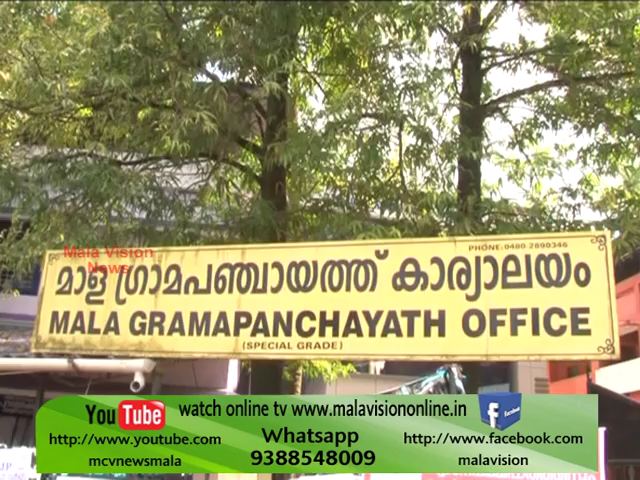 PHONE:0480 2890346
Mala Vision
News
മാള ഗ്രാമപഞ്ചായത്ത് കാര്യാലയം
MALA GRAMAPANCHAYATH OFFICE
(SPECIAL GRADE)
YouTube watch online tv www.malavisiononline.in facebook
http://www.youtube.com Whatsapp http://www.facebook.com
mcvnewsmala 9388548009 malavision